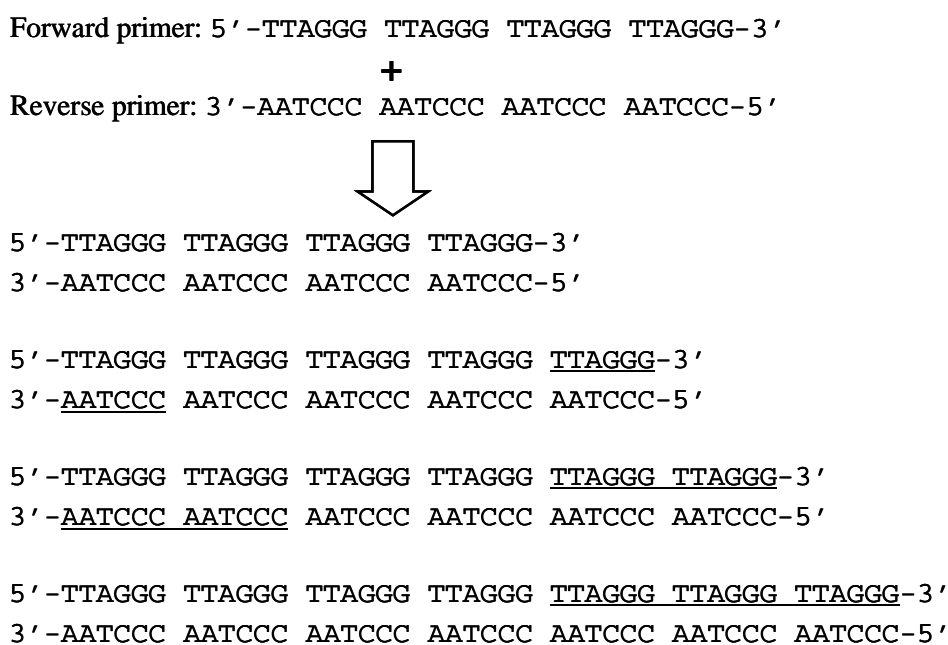 Forward primer: 5′-TTAGGG TTAGGG TTAGGG TTAGGG-3′
+
Reverse primer: 3′-AATCCC AATCCC AATCCC AATCCC-5′
5′-TTAGGG TTAGGG TTAGGG TTAGGG-3′
3′-AATCCC AATCCC AATCCC AATCCC-5′
5′-TTAGGG TTAGGG TTAGGG TTAGGG TTAGGG-3′
3′-AATCCC AATCCC AATCCC AATCCC AATCCC-5′
5′-TTAGGG TTAGGG TTAGGG TTAGGG TTAGGG TTAGGG-3′
3′-AATCCC AATCCC AATCCC AATCCC AATCCC AATCCC-5′
5′-TTAGGG TTAGGG TTAGGG TTAGGG TTAGGG TTAGGG TTAGGG-3′
3′-AATCCC AATCCC AATCCC AATCCC AATCCC AATCCC AATCCC-5′